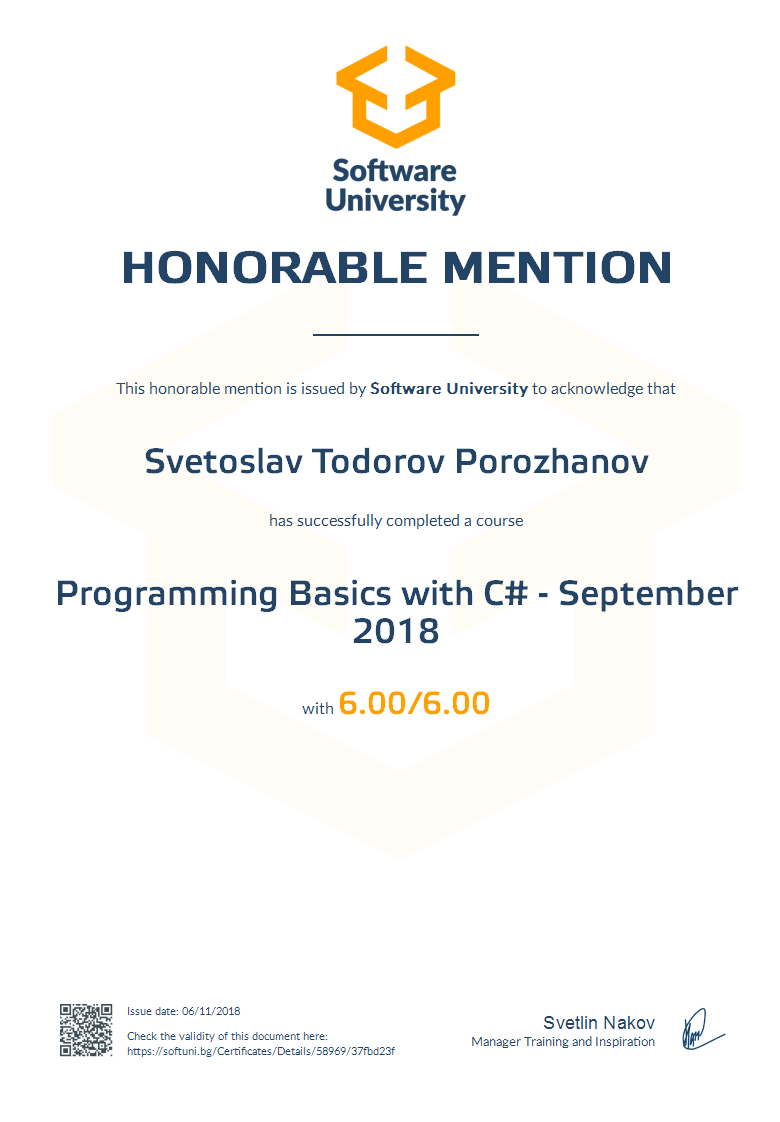 Software
University
HONORABLE MENTION
This honorable mention is issued by Software University to acknowledge that
Svetoslav Todorov Porozhanov
has successfully completed a course
Programming Basics with C# - September
2018
with 6.00/6.00
Issue date: 06/11/2018
Check the validity of this document here:
https://softuni.bg/Certificates/Details/58969/37fbd23f
Svetlin Nakov
Manager Training and Inspiration